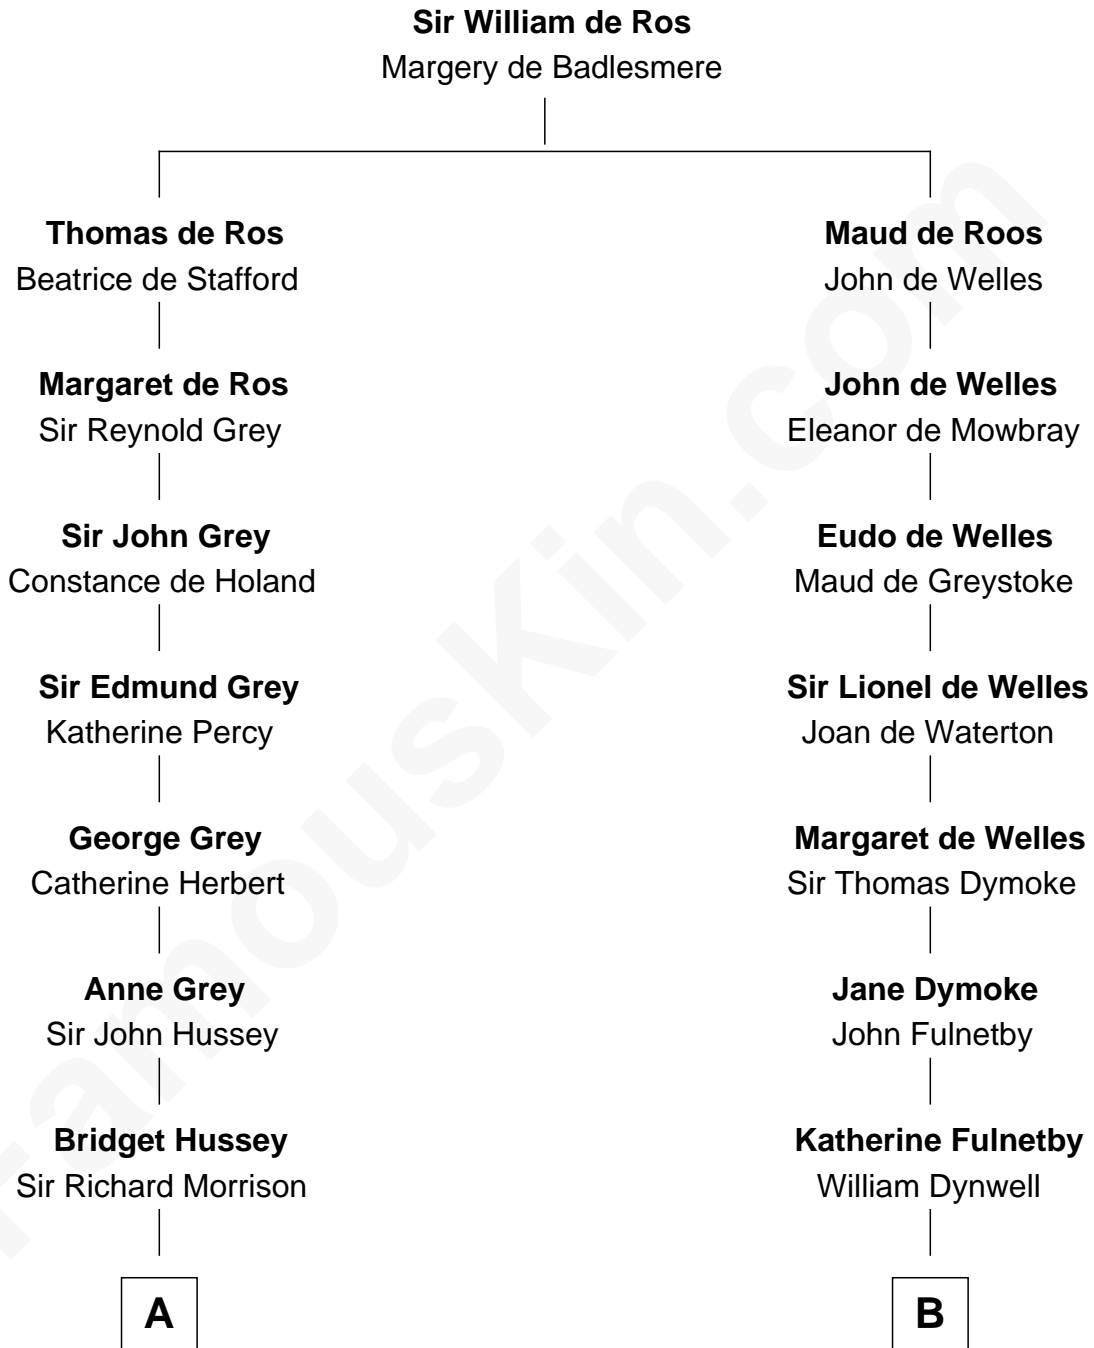 Sir William de Ros
Margery de Badlesmere
Thomas de Ros
Beatrice de Stafford
Maud de Roos
John de Welles
Margaret de Ros
Sir Reynold Grey
John de Welles
Eleanor de Mowbray
Sir John Grey
Constance de Holand
Eudo de Welles
Maud de Greystoke
Sir Edmund Grey
Katherine Percy
Sir Lionel de Welles
Joan de Waterton
George Grey
Catherine Herbert
Margaret de Welles
Sir Thomas Dymoke
Anne Grey
Sir John Hussey
Jane Dymoke
John Fulnetby
Bridget Hussey
Sir Richard Morrison
Katherine Fulnetby
William Dynwell
A
B
FamousKin.com